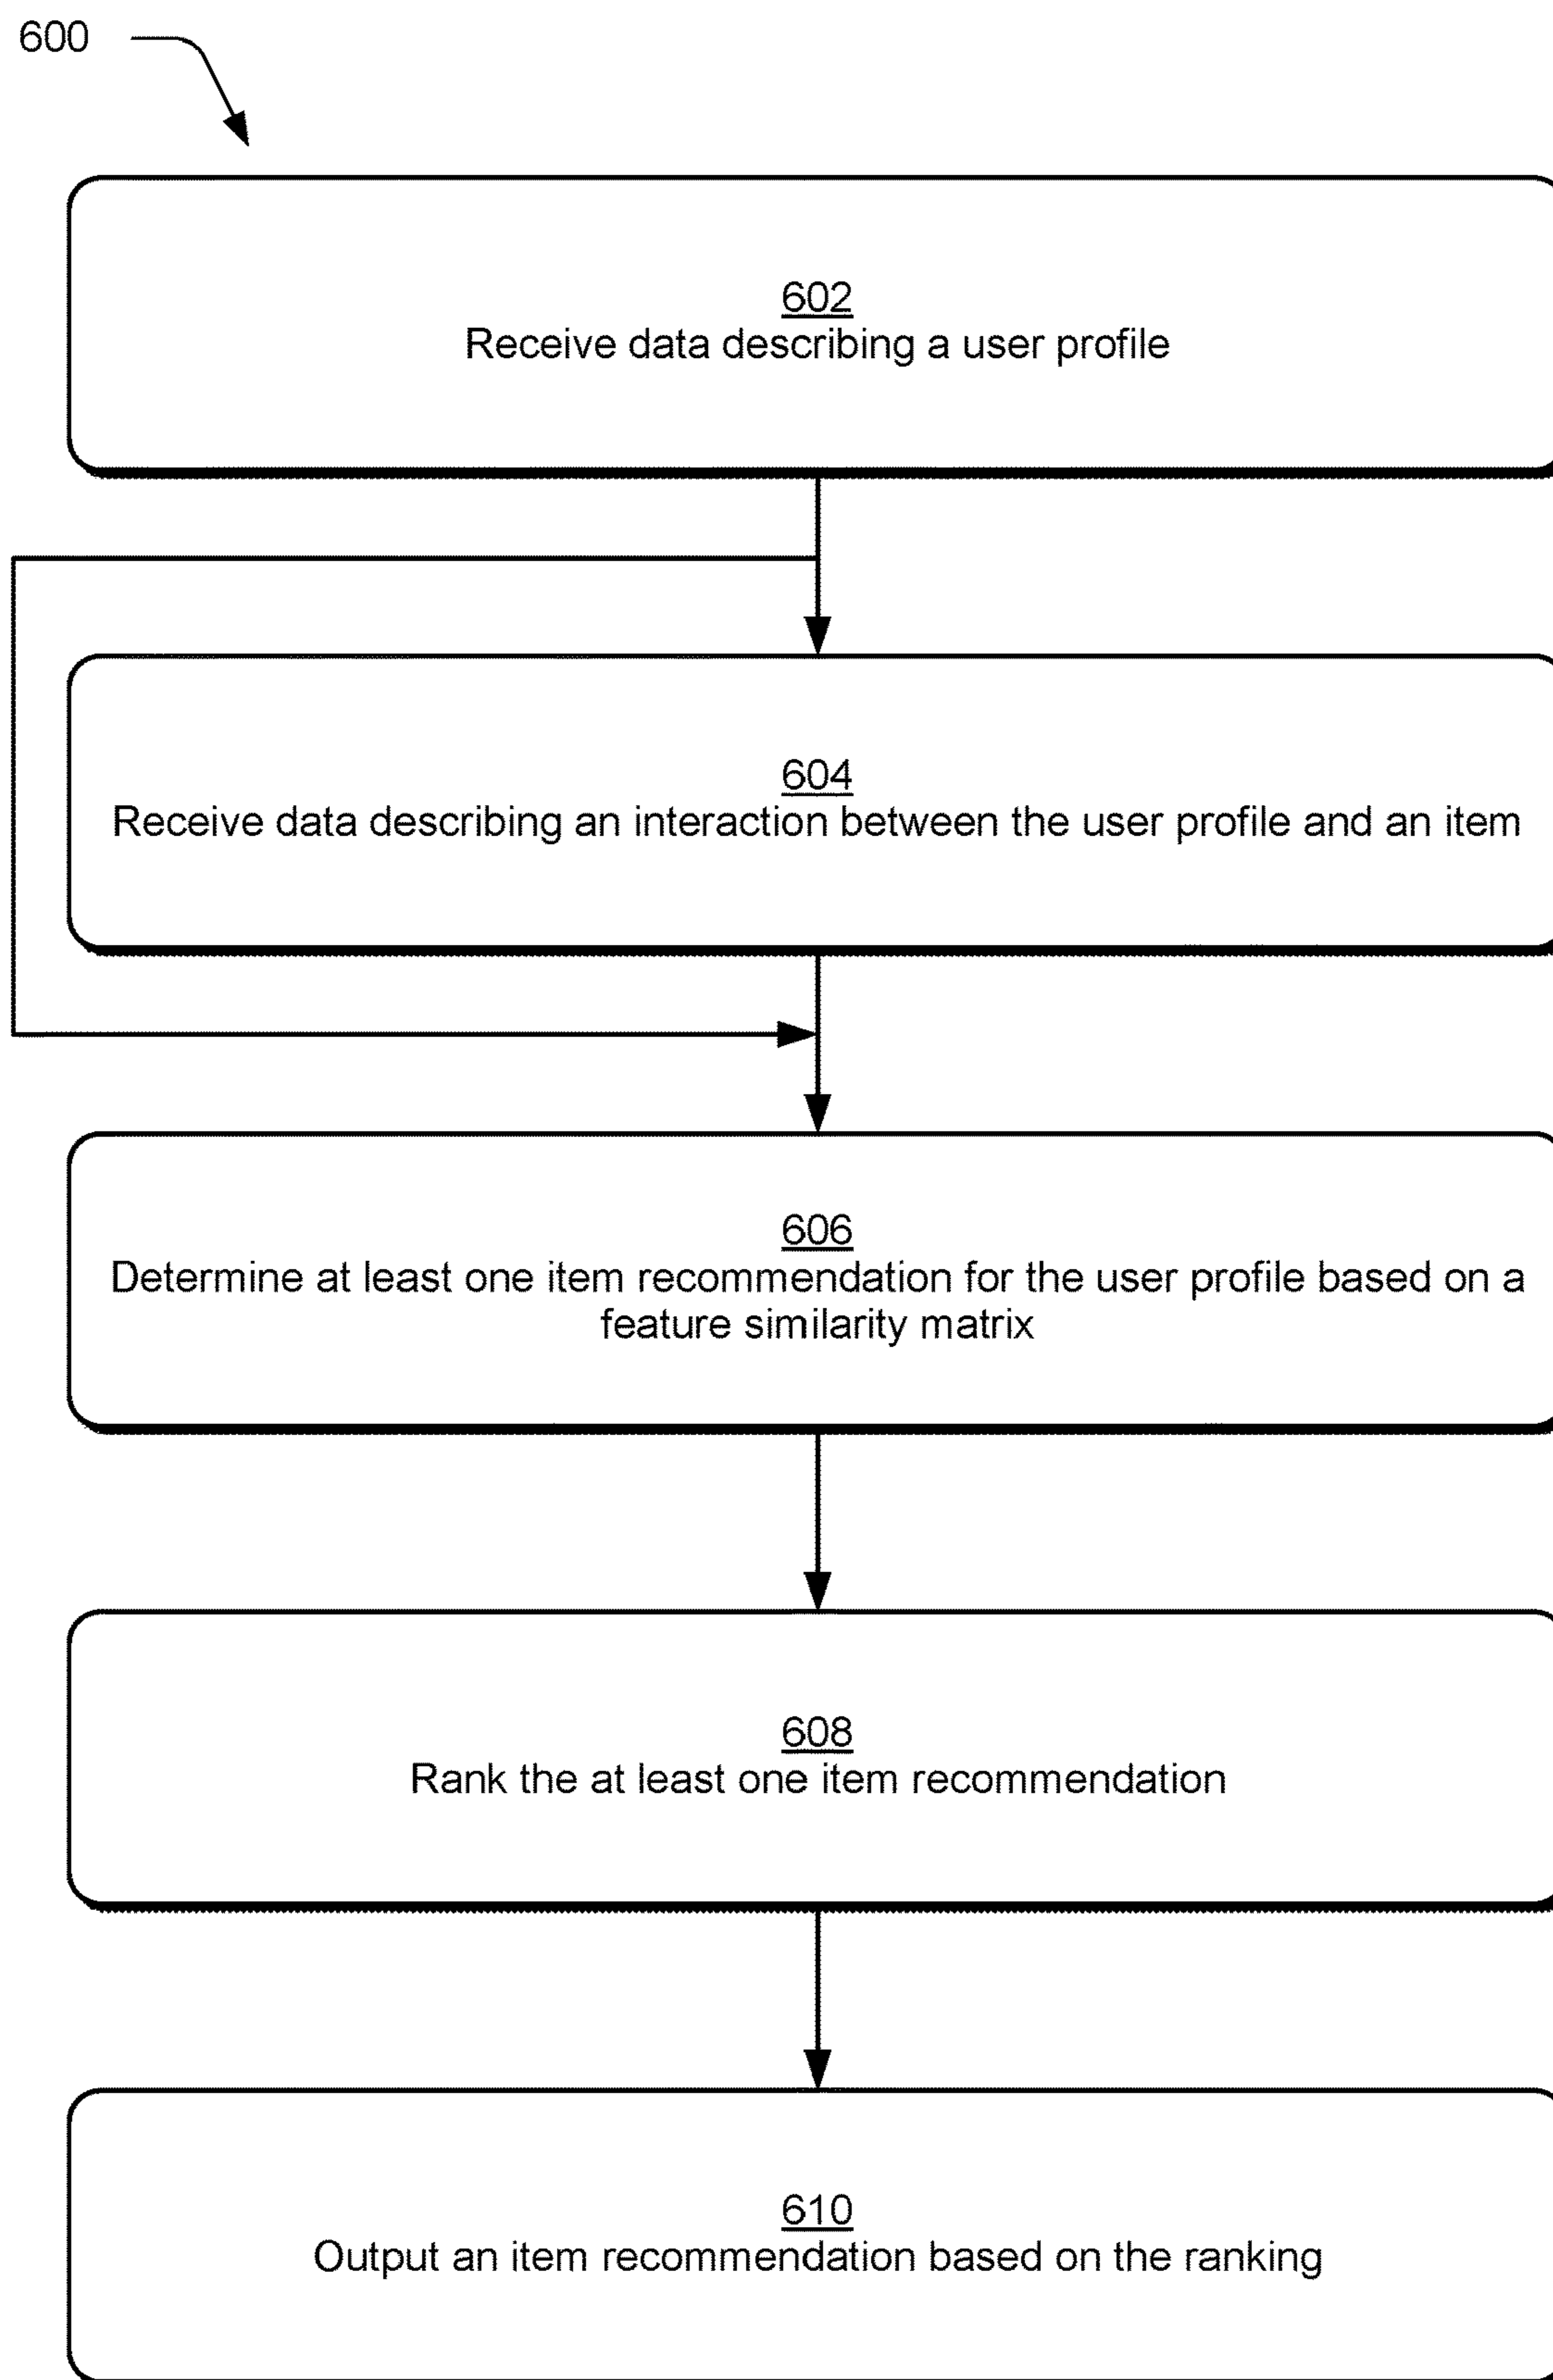 600
602
Receive data describing a user profile
604
Receive data describing an interaction between the user profile and an item
606
Determine at least one item recommendation for the user profile based on a
feature similarity matrix
608
Rank the at least one item recommendation
610
Output an item recommendation based on the ranking